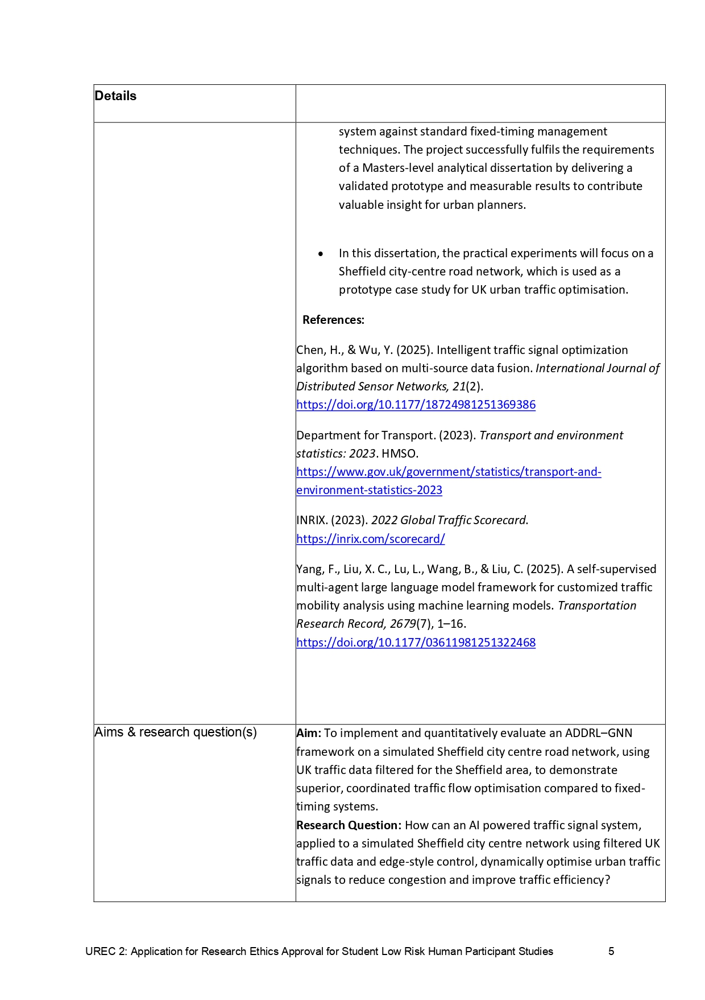 Details
system against standard fixed-timing management
techniques. The project successfully fulfils the requirements
of a Masters-level analytical dissertation by delivering a
validated prototype and measurable results to contribute
valuable insight for urban planners.
• In this dissertation, the practical experiments will focus on a
Sheffield city-centre road network, which is used as a
prototype case study for UK urban traffic optimisation.
References:
Chen, H., & Wu, Y. (2025). Intelligent traffic signal optimization
algorithm based on multi-source data fusion. International Journal of
Distributed Sensor Networks, 21(2).
https://doi.org/10.1177/18724981251369386
Department for Transport. (2023). Transport and environment
statistics: 2023. HMSO.
https://www.gov.uk/government/statistics/transport-and-
environment-statistics-2023
INRIX. (2023). 2022 Global Traffic Scorecard.
https://inrix.com/scorecard/
Yang, F., Liu, X. C., Lu, L., Wang, B., & Liu, C. (2025). A self-supervised
multi-agent large language model framework for customized traffic
mobility analysis using machine learning models. Transportation
Research Record, 2679(7), 1–16.
https://doi.org/10.1177/03611981251322468
Aims & research question(s)
Aim: To implement and quantitatively evaluate an ADDRL–GNN
framework on a simulated Sheffield city centre road network, using
UK traffic data filtered for the Sheffield area, to demonstrate
superior, coordinated traffic flow optimisation compared to fixed-
timing systems.
Research Question: How can an AI powered traffic signal system,
applied to a simulated Sheffield city centre network using filtered UK
traffic data and edge-style control, dynamically optimise urban traffic
signals to reduce congestion and improve traffic efficiency?
UREC 2: Application for Research Ethics Approval for Student Low Risk Human Participant Studies 5